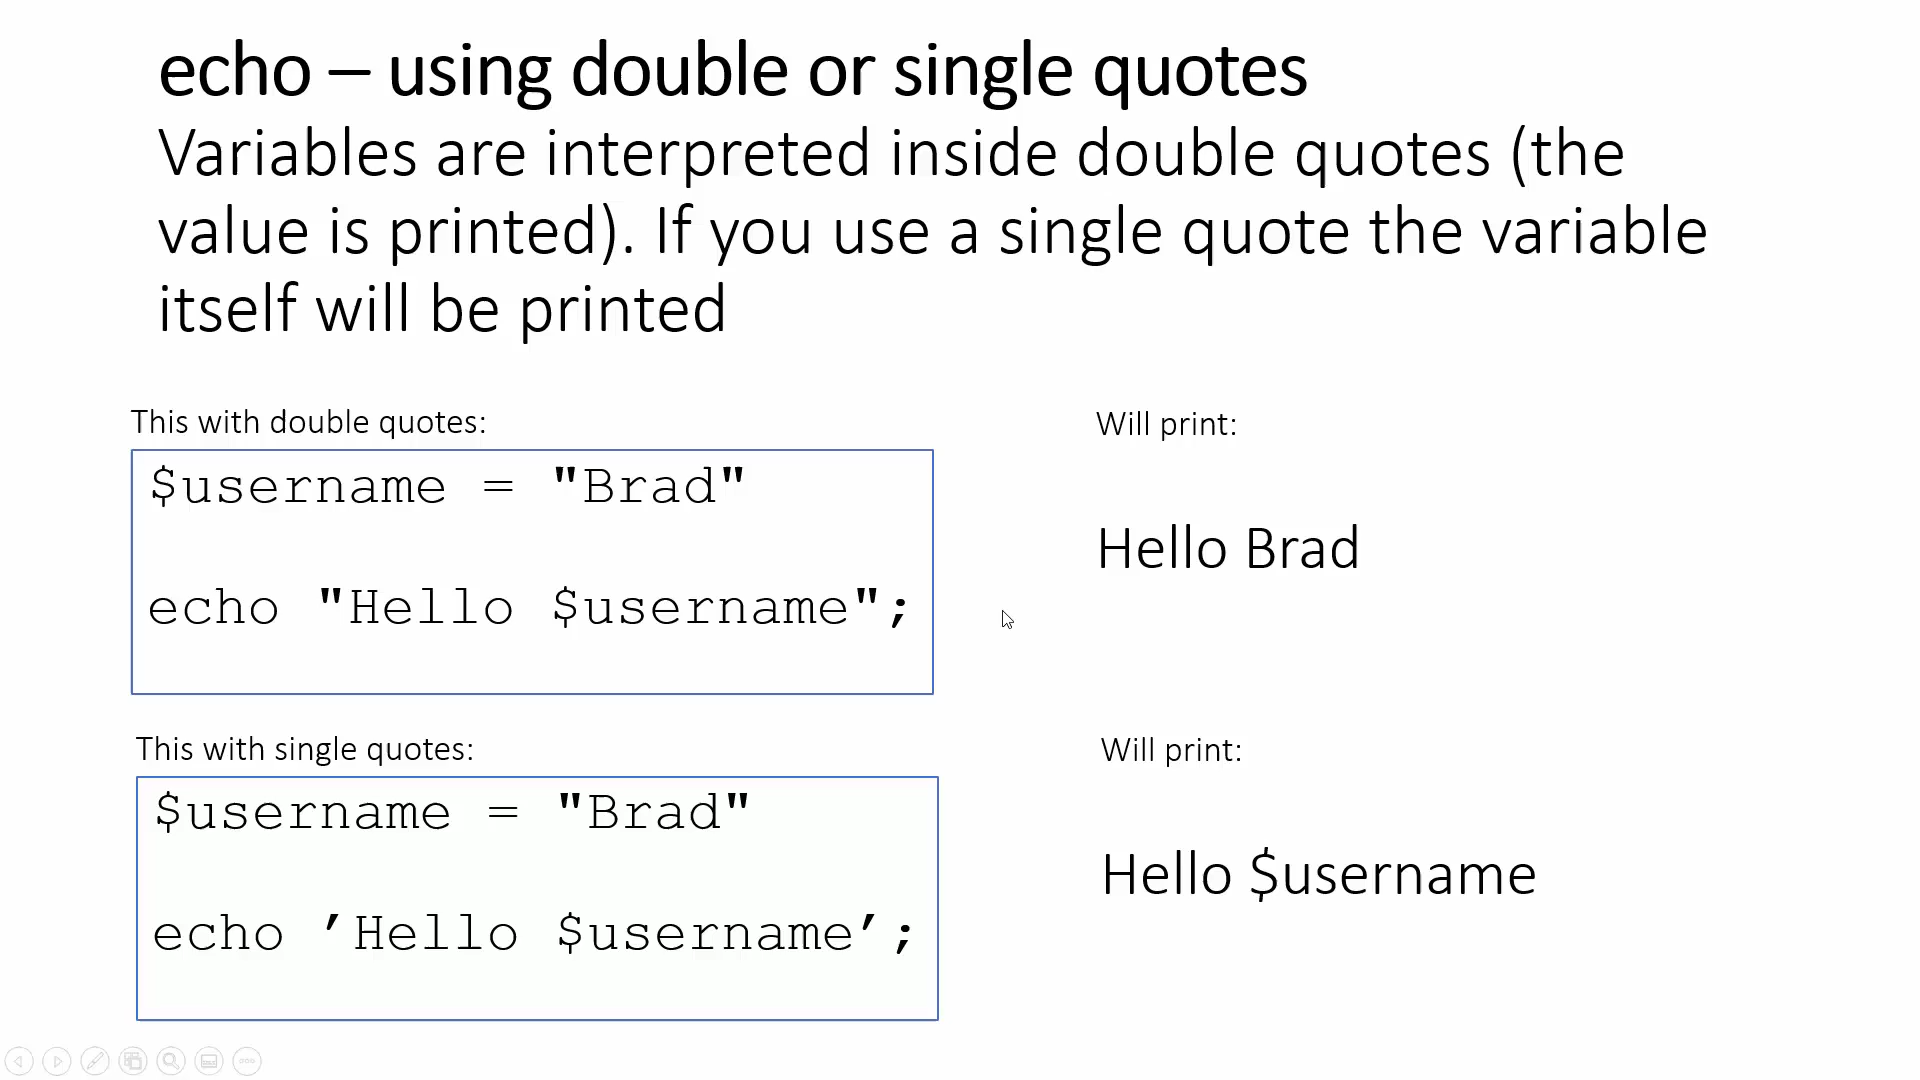 echo – using double or single quotes
Variables are interpreted inside double quotes (the
value is printed). If you use a single quote the variable
itself will be printed
This with double quotes:
$username = "Brad"
echo "Hello $username";
Will print:
Hello Brad
This with single quotes:
$username = "Brad"
echo ’Hello $username’;
Will print:
Hello $username